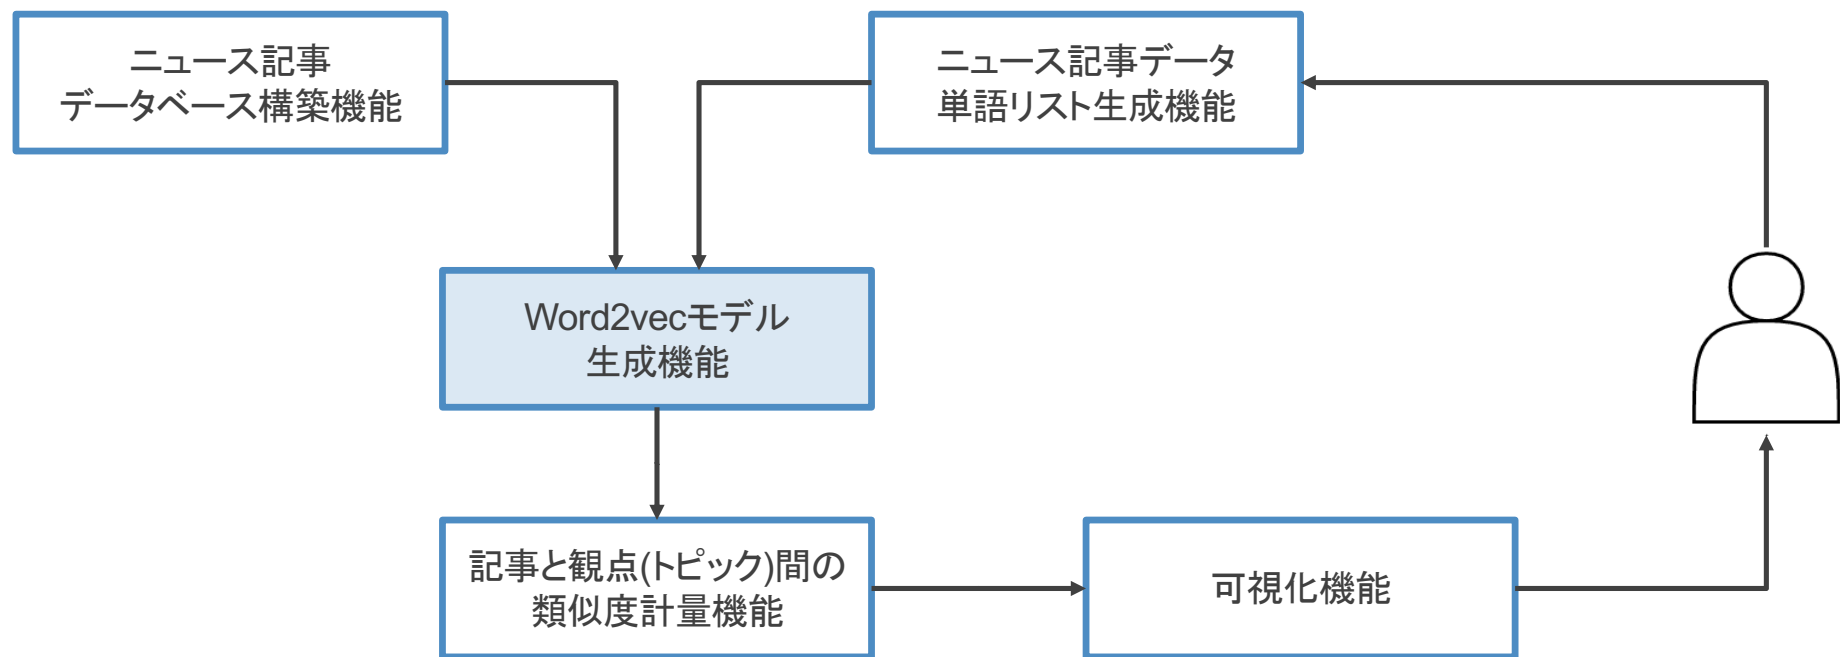 ニュース記事
データベース構築機能
ニュース記事データ
単語リスト生成機能
Word2vecモデル
生成機能
記事と観点(トピック)間の
類似度計量機能
可視化機能